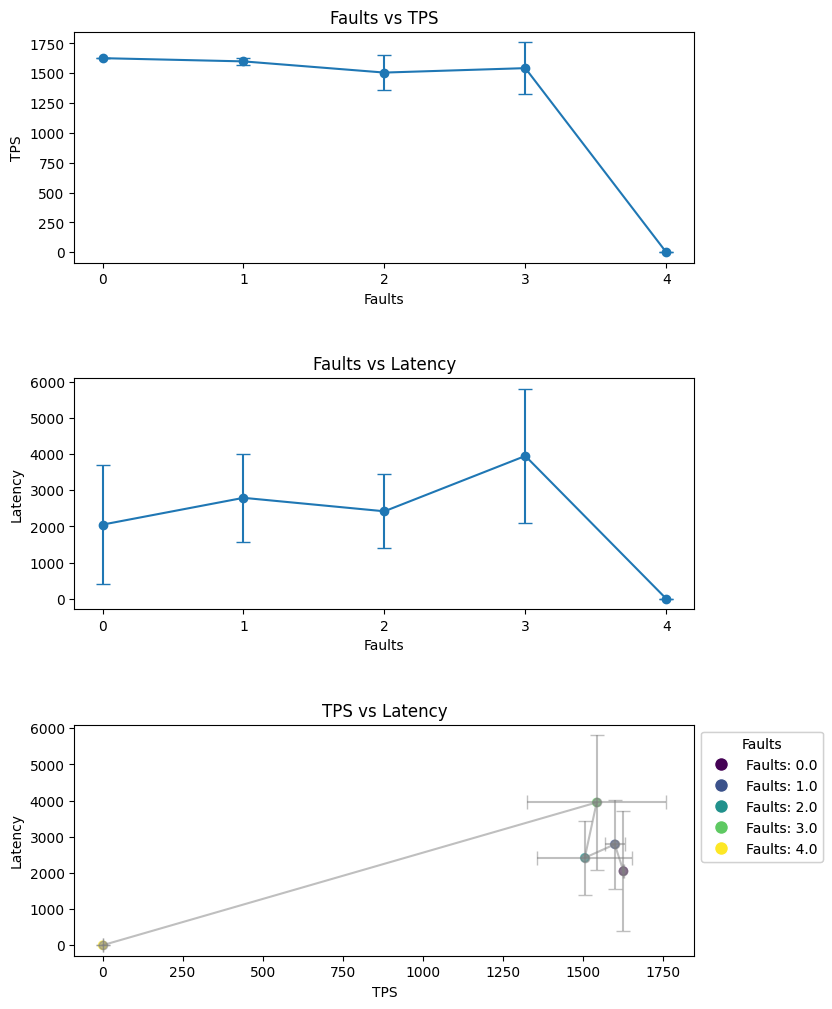 Faults vs TPS
1750
1500
1250
1000
750
500
250
0
TPS
0 1 2 3 4
Faults
Faults vs Latency
6000
5000
4000
3000
2000
1000
0
Latency
0 1 2 3 4
Faults
TPS vs Latency
6000
5000
4000
3000
2000
1000
0
Latency
0 250 500 750 1000 1250 1500 1750
TPS
Faults
Faults: 0.0
Faults: 1.0
Faults: 2.0
Faults: 3.0
Faults: 4.0